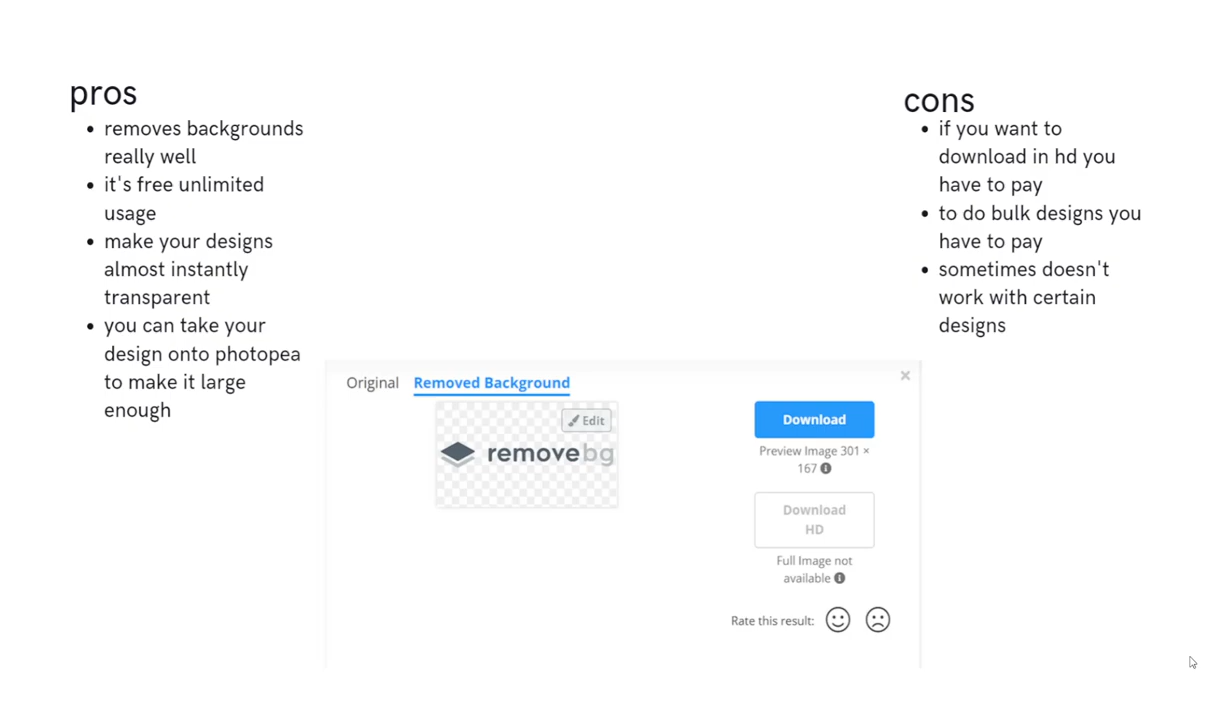 pros
• removes backgrounds
really well
• it's free unlimited
usage
• make your designs
almost instantly
transparent
• you can take your
design onto photopea
to make it large
enough
cons
• if you want to
download in hd you
have to pay
• to do bulk designs you
have to pay
• sometimes doesn't
work with certain
designs
Original Removed Background
Edit
removebg
Download
Preview Image 301 ×
167
Download
HD
Full Image not
available
Rate this result: